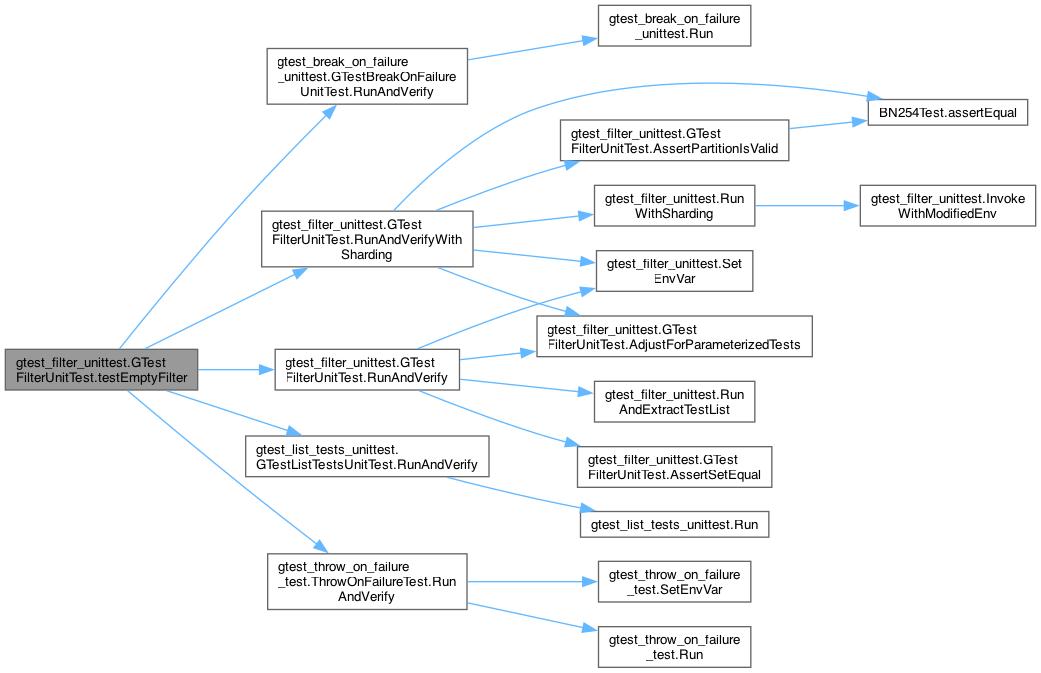 gtest_break_on_failure
_unittest.Run
gtest_break_on_failure
_unittest.GTestBreakOnFailure
UnitTest.RunAndVerify
BN254Test.assertEqual
gtest_filter_unittest.GTest
FilterUnitTest.AssertPartitionIsValid
gtest_filter_unittest.Run
WithSharding
gtest_filter_unittest.Invoke
WithModifiedEnv
gtest_filter_unittest.GTest
FilterUnitTest.RunAndVerifyWith
Sharding
gtest_filter_unittest.Set
EnvVar
gtest_filter_unittest.GTest
FilterUnitTest.AdjustForParameterizedTests
gtest_filter_unittest.GTest
FilterUnitTest.testEmptyFilter
gtest_filter_unittest.GTest
FilterUnitTest.RunAndVerify
gtest_filter_unittest.Run
AndExtractTestList
gtest_list_tests_unittest.
GTestListTestsUnitTest.RunAndVerify
gtest_filter_unittest.GTest
FilterUnitTest.AssertSetEqual
gtest_list_tests_unittest.Run
gtest_throw_on_failure
_test.ThrowOnFailureTest.Run
AndVerify
gtest_throw_on_failure
_test.SetEnvVar
gtest_throw_on_failure
_test.Run